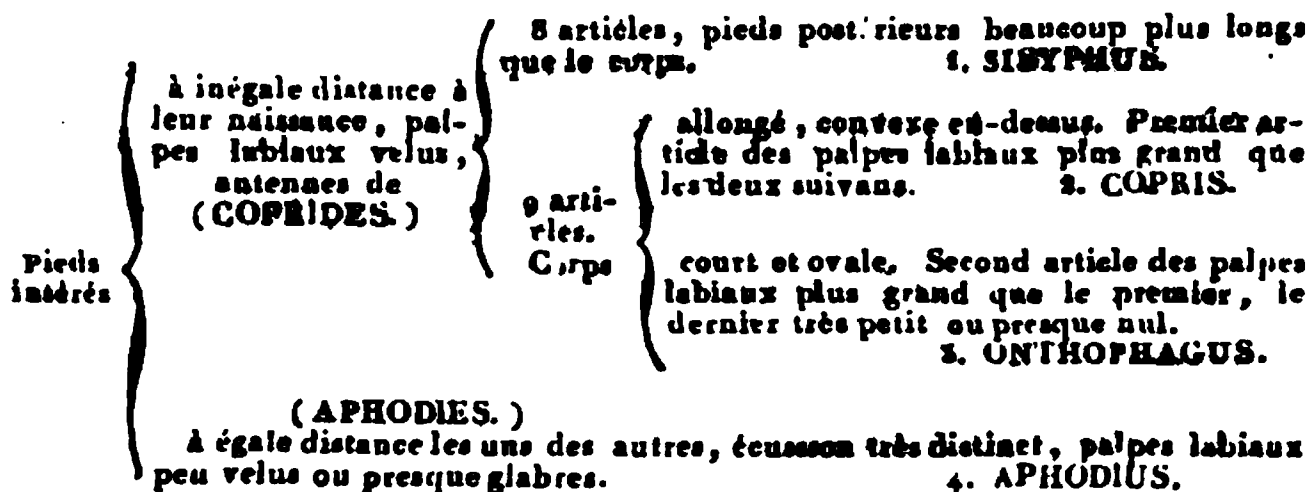 Pieds
insérés
à inégale distance à
leur naissance, pal-
pes labiaux velus,
antennes de
(COPRIDES.)
8 articles, pieds post.rieurs beaucoup plus longs
que le corps. 1. SISYPHUS.
9 arti-
cles.
Corps
allongé, convexe en-dessus. Premier ar-
ticle des palpes labiaux plus grand que
les deux suivans. 2. COPRIS.
court et ovale. Second article des palpes
labiaux plus grand que le premier, le
dernier très petit ou presque nul.
3. ONTHOPHAGUS.
(APHODIES.)
à égale distance les uns des autres, écusson très distinct, palpes labiaux
peu velus ou presque glabres. 4. APHODIUS.